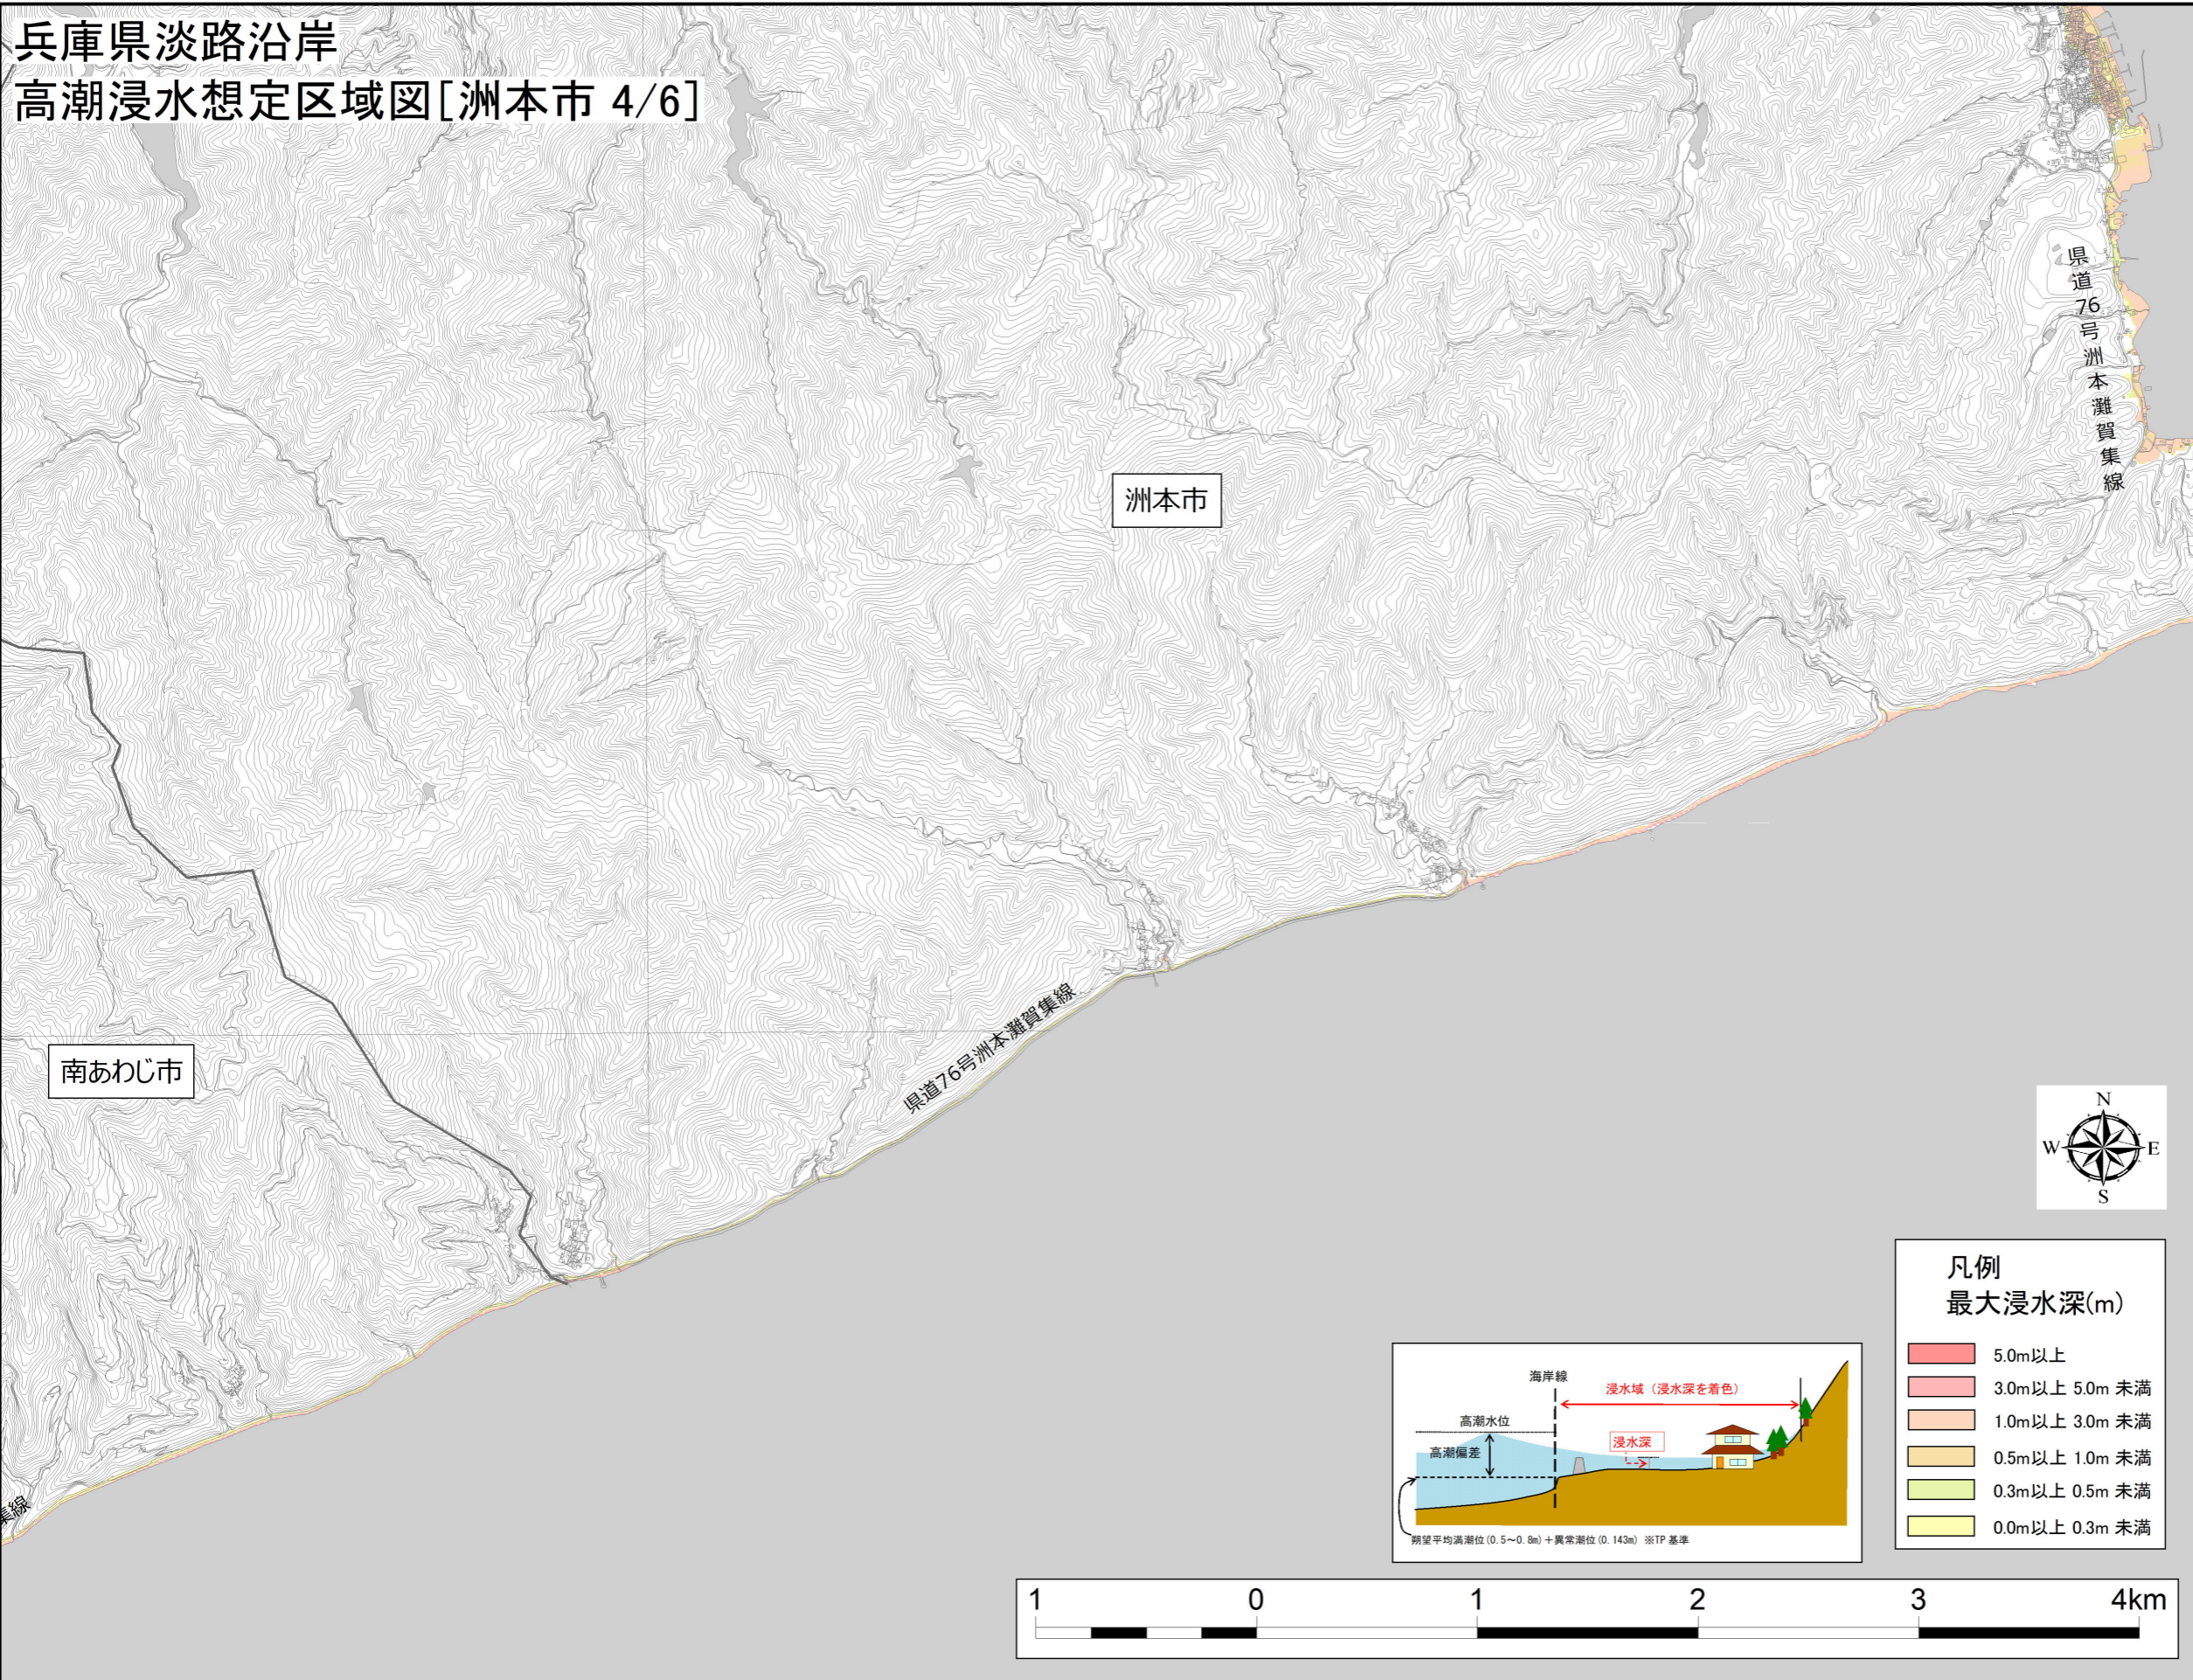 兵庫県淡路沿岸
高潮浸水想定区域図[洲本市 4/6]
県道76号洲本灘賀集線
洲本市
県道76号洲本灘賀集線
南あわじ市
集線
N
W
E
S
凡例
最大浸水深(m)
5.0m以上
3.0m以上 5.0m 未満
1.0m以上 3.0m 未満
0.5m以上 1.0m 未満
0.3m以上 0.5m 未満
0.0m以上 0.3m 未満
海岸線
浸水域（浸水深を着色）
高潮水位
高潮偏差
浸水深
朔望平均満潮位(0.5～0.8m)＋異常潮位(0.143m) ※TP 基準
1 0 1 2 3 4km